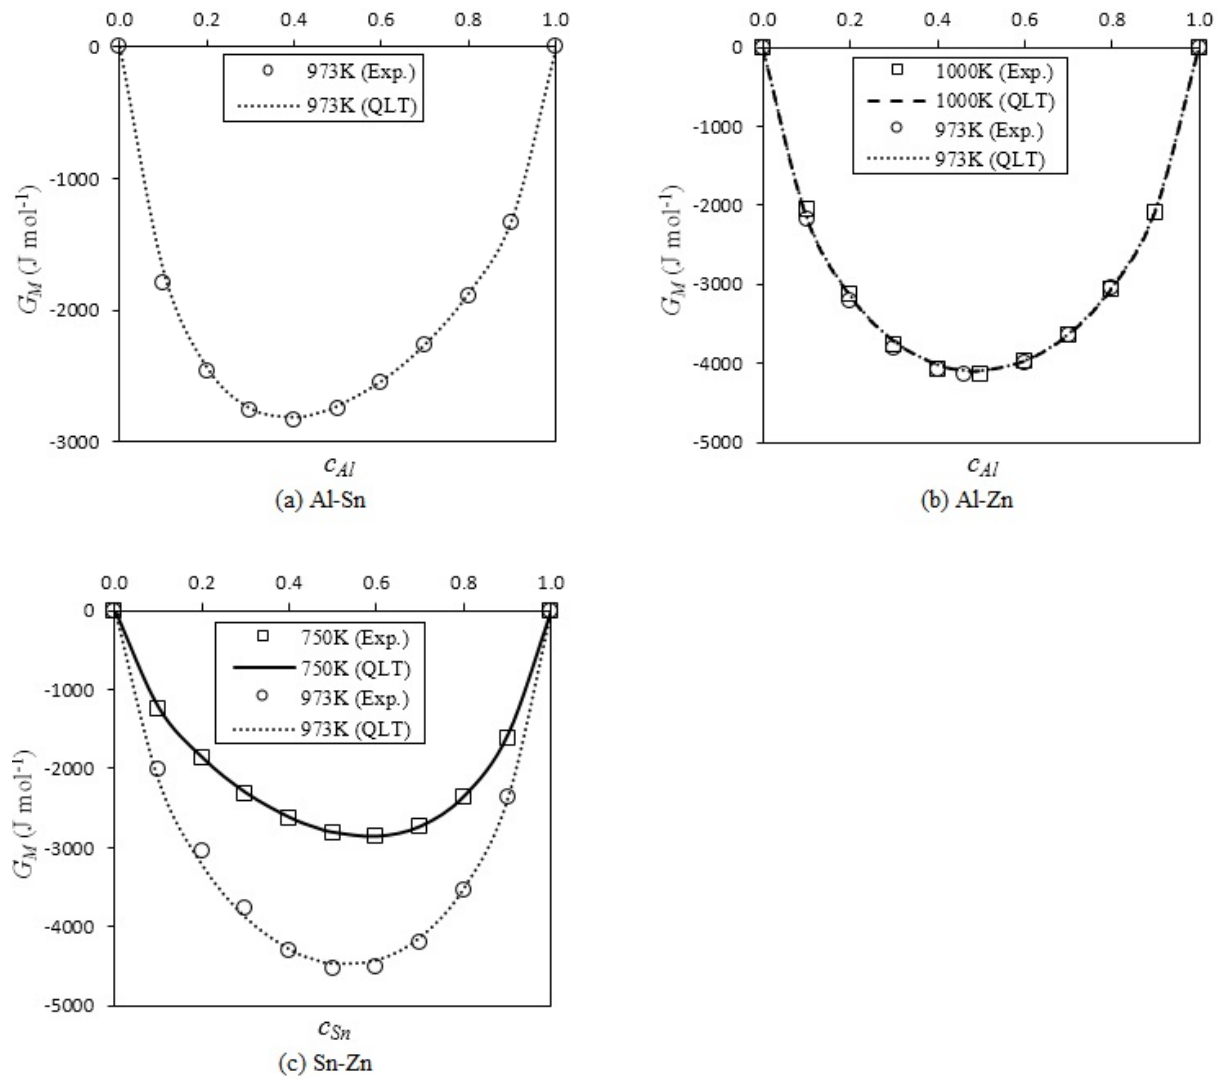 0.0 0.2 0.4 0.6 0.8 1.0
0
-1000
-2000
-3000
G_M (J mol⁻¹)
973K (Exp.)
973K (QLT)
c_Al
(a) Al-Sn
0.0 0.2 0.4 0.6 0.8 1.0
0
-1000
-2000
-3000
-4000
-5000
G_M (J mol⁻¹)
1000K (Exp.)
1000K (QLT)
973K (Exp.)
973K (QLT)
c_Al
(b) Al-Zn
0.0 0.2 0.4 0.6 0.8 1.0
0
-1000
-2000
-3000
-4000
-5000
G_M (J mol⁻¹)
750K (Exp.)
750K (QLT)
973K (Exp.)
973K (QLT)
c_Sn
(c) Sn-Zn